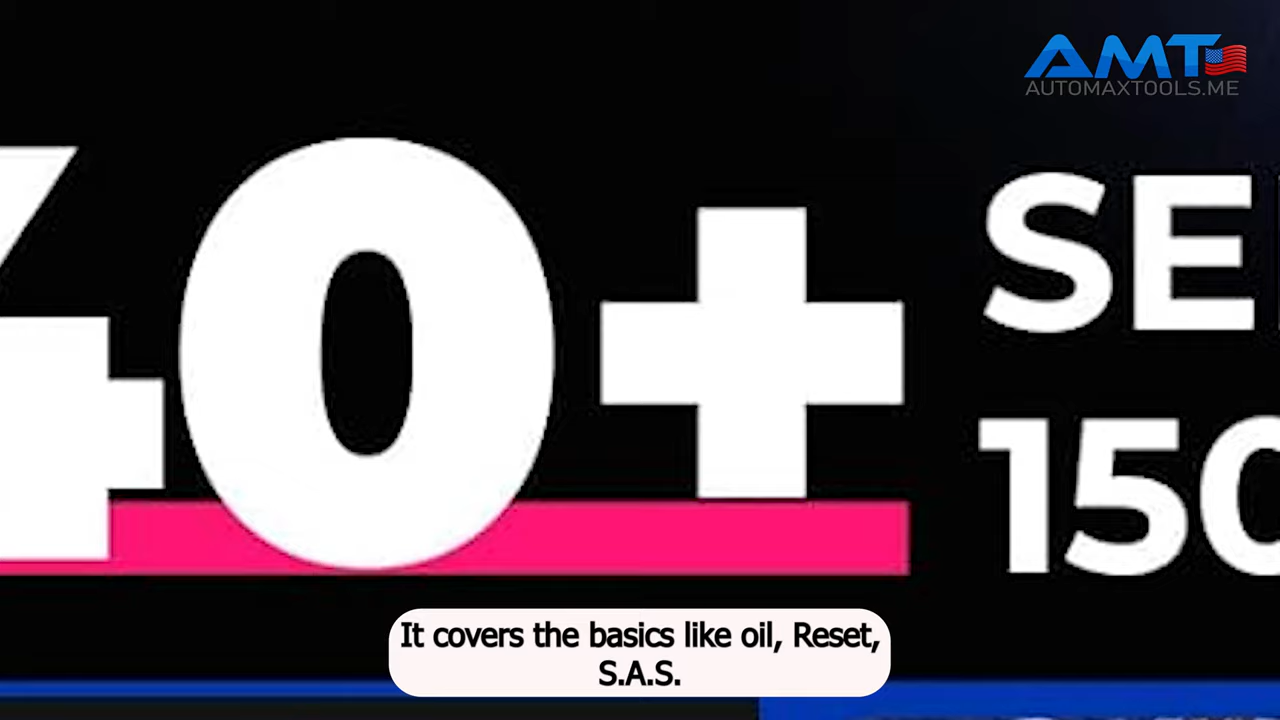 AMT
AUTOMAXTOOLS.ME
40+
SE
150
It covers the basics like oil, Reset,
S.A.S.